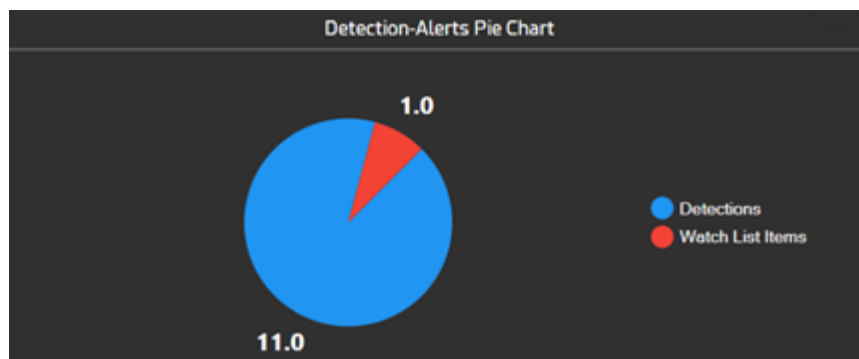 Detection-Alerts Pie Chart
1.0
Detections
Watch List Items
11.0